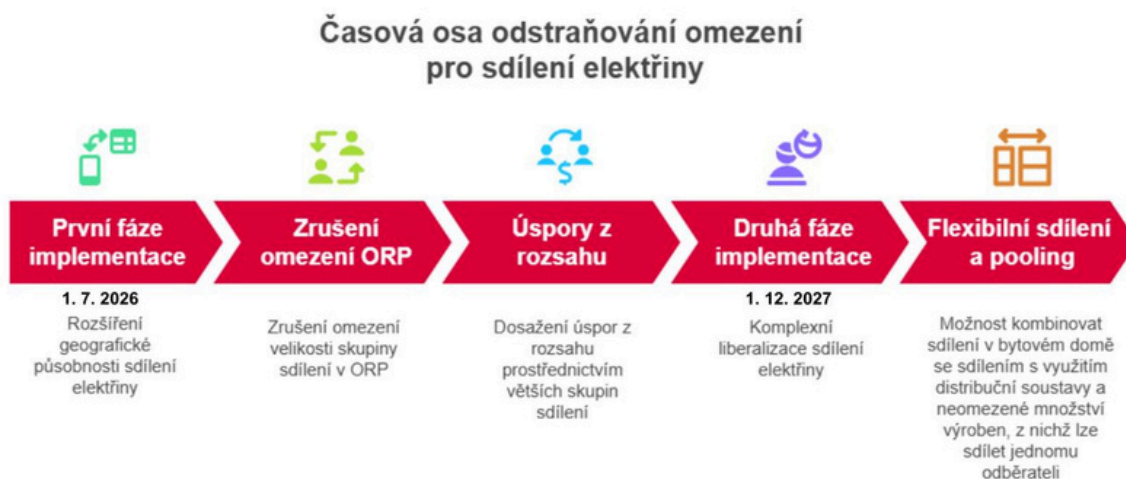 Časová osa odstraňování omezení
pro sdílení elektřiny
$
První fáze
implementace
1. 7. 2026
Rozšíření
geografické
působnosti sdílení
elektřiny
Zrušení
omezení ORP
Zrušení omezení
velikosti skupiny
sdílení v ORP
Úspory z
rozsahu
Dosažení úspor z
rozsahu
prostřednictvím
větších skupin
sdílení
Druhá fáze
implementace
1. 12. 2027
Komplexní
liberalizace sdílení
elektřiny
Flexibilní sdílení
a pooling
Možnost kombinovat
sdílení v bytovém domě
se sdílením s využitím
distribuční soustavy a
neomezené množství
výroben, z nichž lze
sdílet jednomu
odběrateli